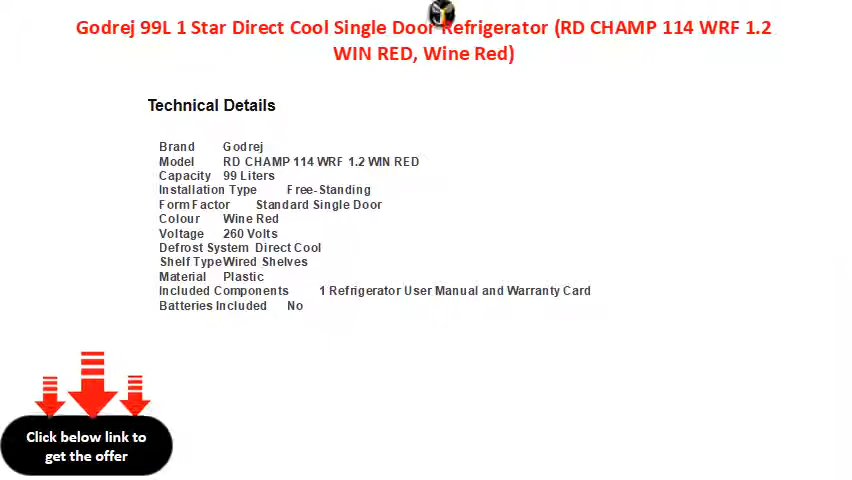 Godrej 99L 1 Star Direct Cool Single Door Refrigerator (RD CHAMP 114 WRF 1.2
WIN RED, Wine Red)
Technical Details
Brand Godrej
Model RD CHAMP 114 WRF 1.2 WIN RED
Capacity 99 Liters
Installation Type Free-Standing
Form Factor Standard Single Door
Colour Wine Red
Voltage 260 Volts
Defrost System Direct Cool
Shelf Type Wired Shelves
Material Plastic
Included Components 1 Refrigerator User Manual and Warranty Card
Batteries Included No
Click below link to
get the offer